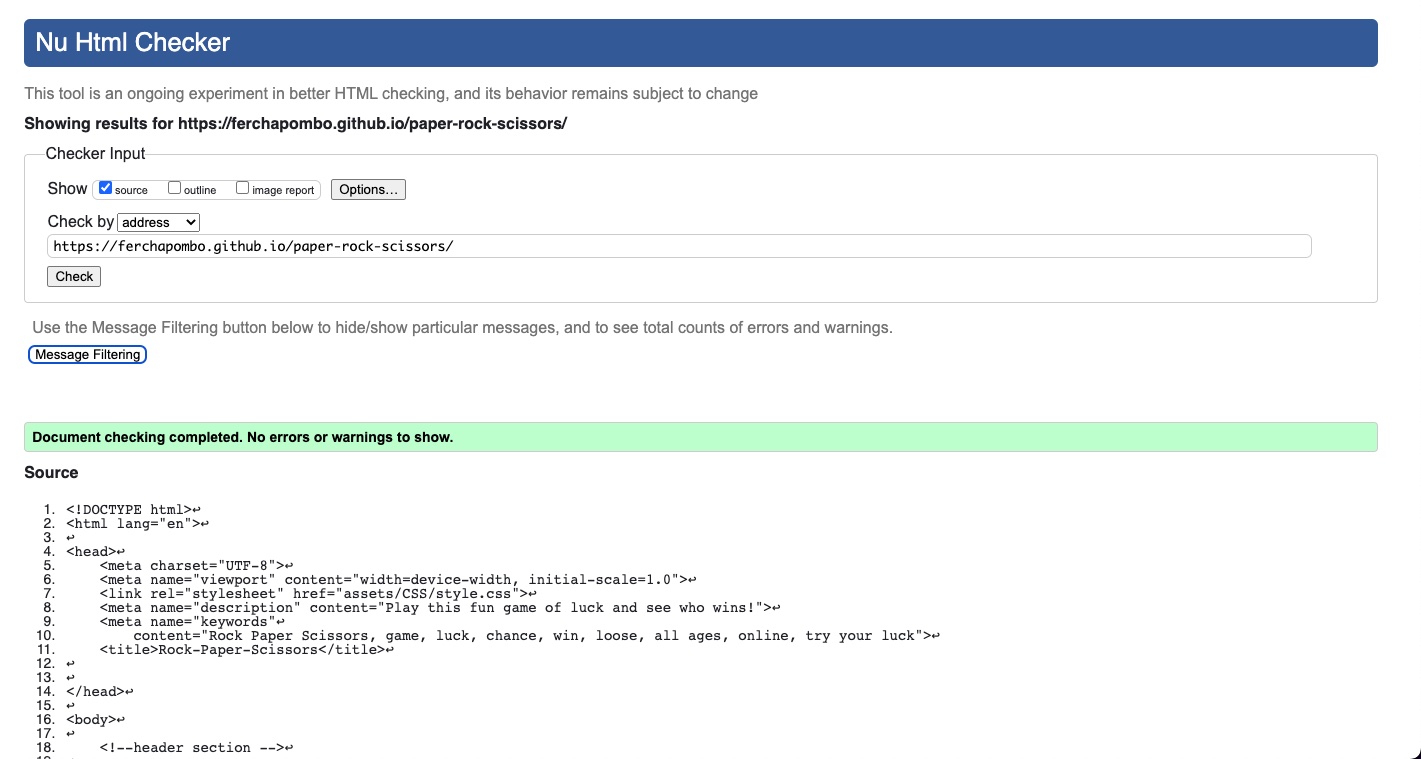 Nu Html Checker
This tool is an ongoing experiment in better HTML checking, and its behavior remains subject to change
Showing results for https://ferchapombo.github.io/paper-rock-scissors/
Checker Input
Show source outline image report Options...
Check by address
https://ferchapombo.github.io/paper-rock-scissors/
Check
Use the Message Filtering button below to hide/show particular messages, and to see total counts of errors and warnings.
Message Filtering
Document checking completed. No errors or warnings to show.
Source
1. <!DOCTYPE html>↩
2. <html lang="en">↩
3. ↩
4. <head>↩
5. <meta charset="UTF-8">↩
6. <meta name="viewport" content="width=device-width, initial-scale=1.0">↩
7. <link rel="stylesheet" href="assets/CSS/style.css">↩
8. <meta name="description" content="Play this fun game of luck and see who wins!">↩
9. <meta name="keywords"↩
10. content="Rock Paper Scissors, game, luck, chance, win, loose, all ages, online, try your luck">↩
11. <title>Rock-Paper-Scissors</title>↩
12. ↩
13. ↩
14. </head>↩
15. ↩
16. <body>↩
17. ↩
18. <!--header section -->↩